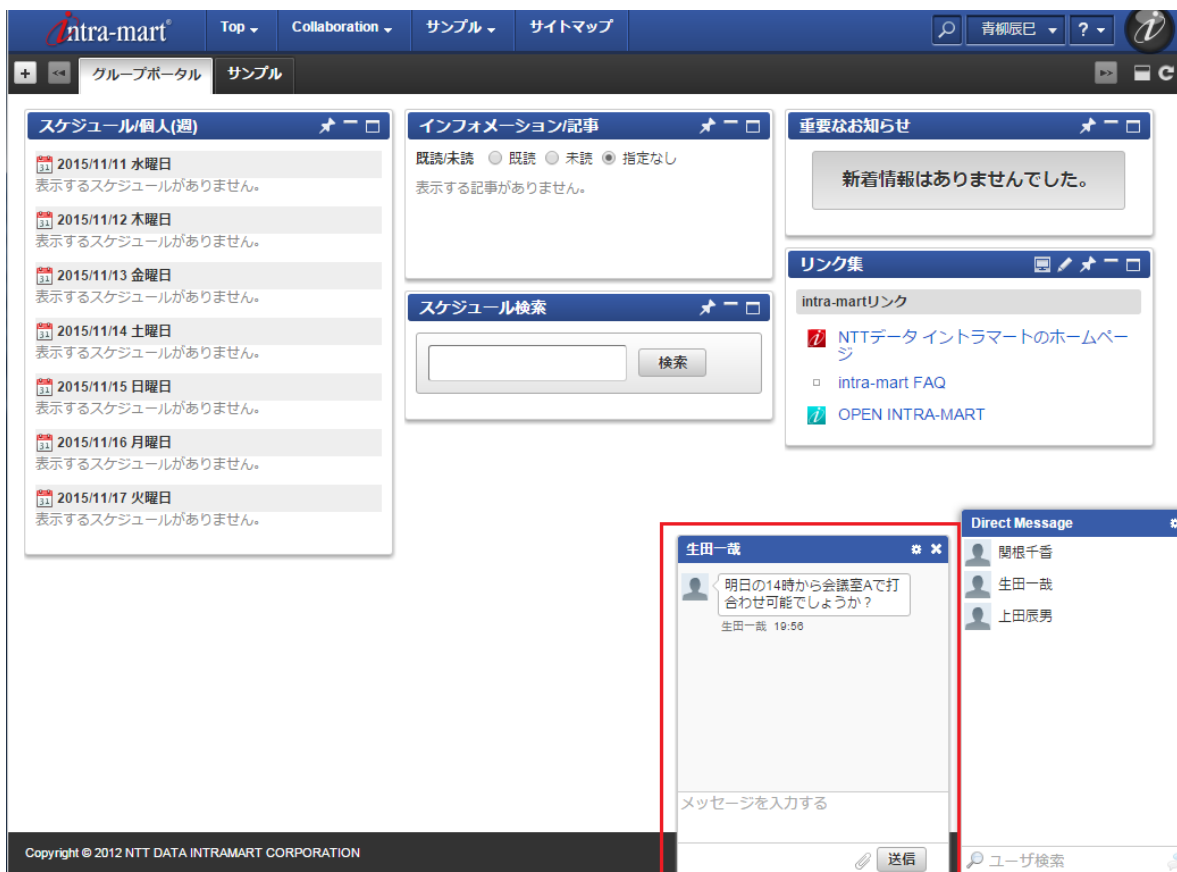 intra-mart®
Top
Collaboration
サンプル
サイトマップ
青柳辰巳
?
グループポータル
サンプル
スケジュール/個人(週)
2015/11/11 水曜日
表示するスケジュールがありません。
2015/11/12 木曜日
表示するスケジュールがありません。
2015/11/13 金曜日
表示するスケジュールがありません。
2015/11/14 土曜日
表示するスケジュールがありません。
2015/11/15 日曜日
表示するスケジュールがありません。
2015/11/16 月曜日
表示するスケジュールがありません。
2015/11/17 火曜日
表示するスケジュールがありません。
インフォメーション/記事
既読/未読 既読 未読 指定なし
表示する記事がありません。
スケジュール検索
検索
重要なお知らせ
新着情報はありませんでした。
リンク集
intra-martリンク
NTTデータ イントラマートのホームペー
ジ
intra-mart FAQ
OPEN INTRA-MART
生田一哉
明日の14時から会議室Aで打
合わせ可能でしょうか？
生田一哉 19:56
メッセージを入力する
送信
Direct Message
関根千香
生田一哉
上田辰男
ユーザ検索
Copyright © 2012 NTT DATA INTRAMART CORPORATION